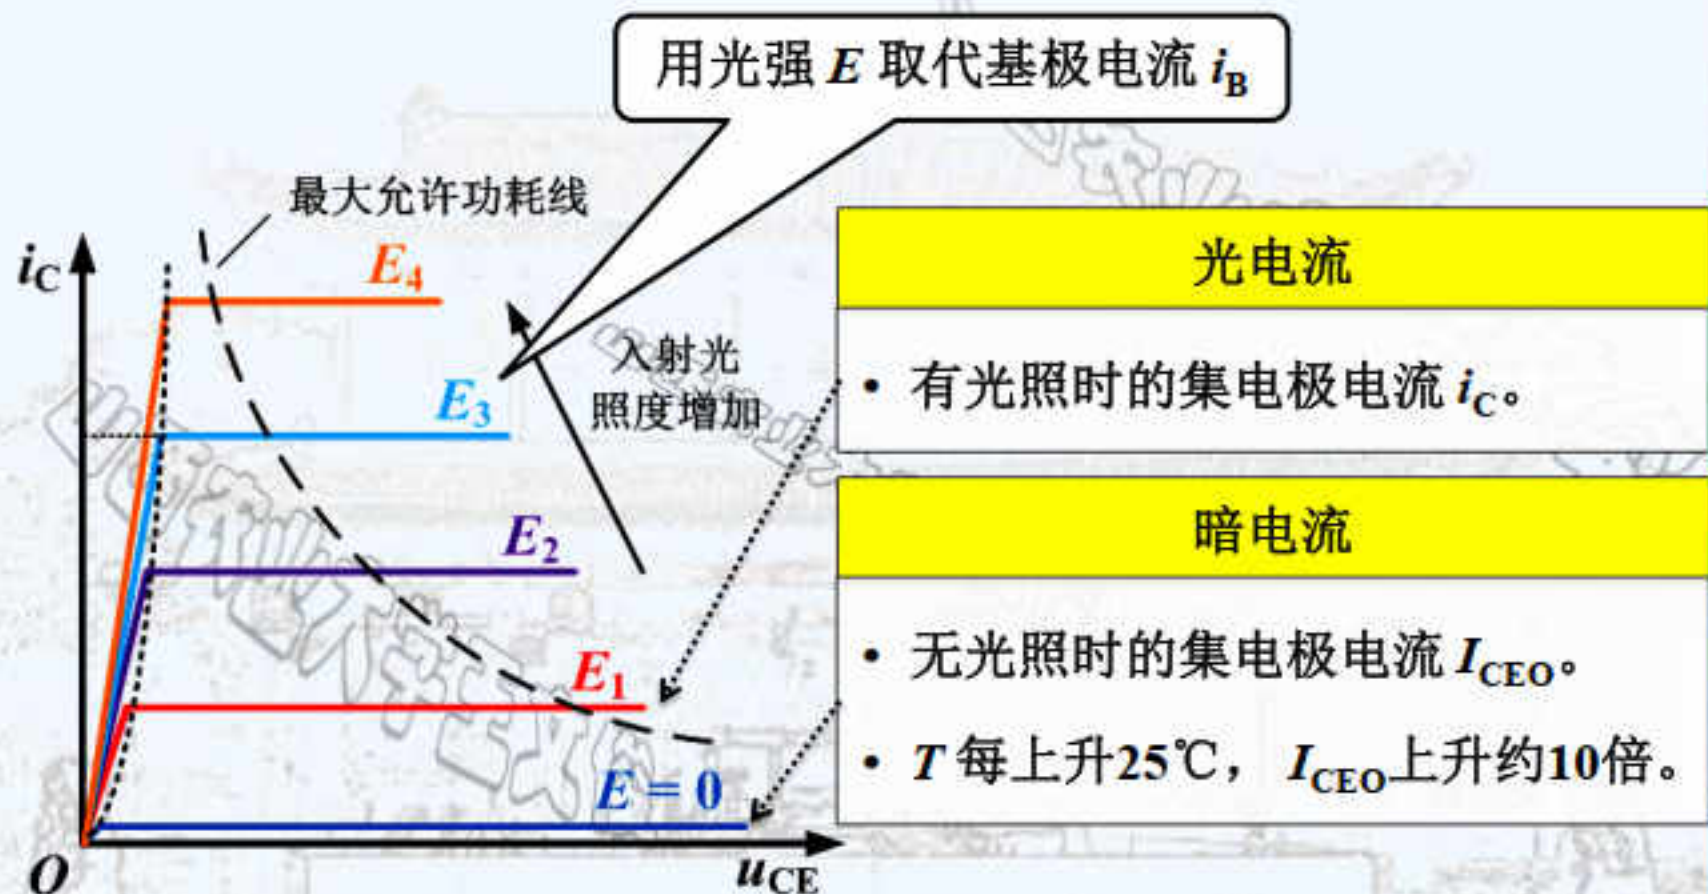 用光强 E 取代基极电流 iB
最大允许功耗线
iC
E4
入射光
照度增加
E3
E2
E1
E = 0
O
uCE
光电流
• 有光照时的集电极电流 iC。
暗电流
• 无光照时的集电极电流 ICEO。
• T 每上升25℃， ICEO上升约10倍。